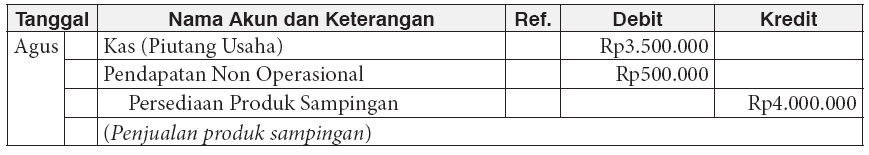 Tanggal Nama Akun dan Keterangan Ref. Debit Kredit
Agus Kas (Piutang Usaha) Rp3.500.000
Pendapatan Non Operasional Rp500.000
Persediaan Produk Sampingan Rp4.000.000
(Penjualan produk sampingan)